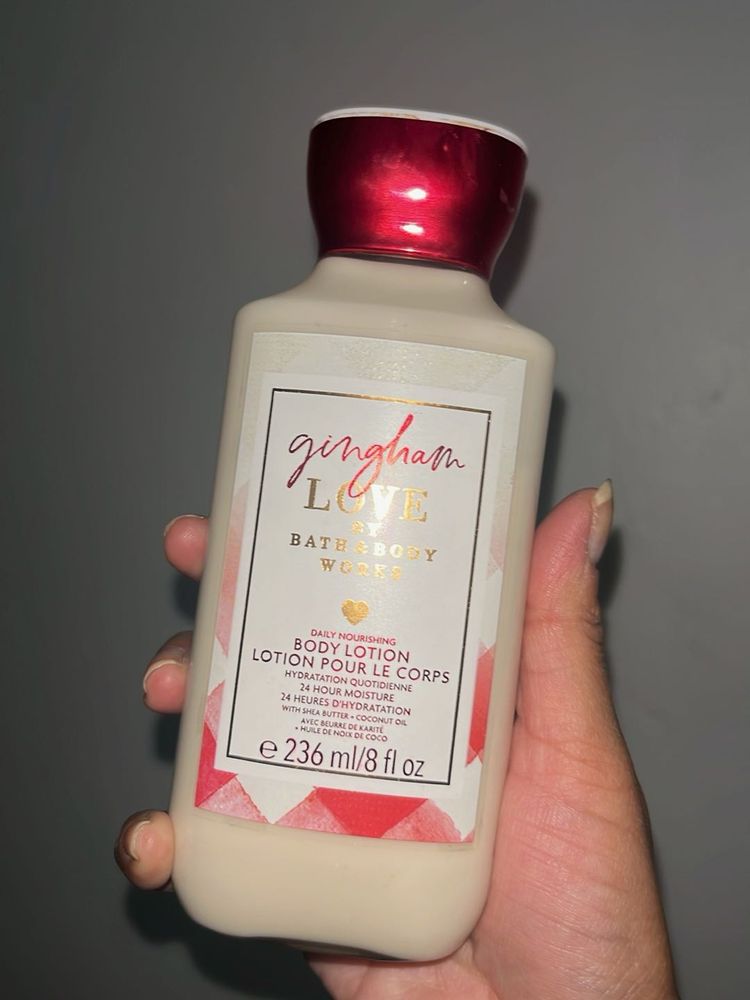 gingham
LOVE
BY
BATH & BODY
WORKS
DAILY NOURISHING
BODY LOTION
LOTION POUR LE CORPS
HYDRATATION QUOTIDIENNE
24 HOUR MOISTURE
24 HEURES D'HYDRATATION
WITH SHEA BUTTER + COCONUT OIL
AVEC BEURRE DE KARITÉ
+ HUILE DE NOIX DE COCO
℮ 236 ml/8 fl oz